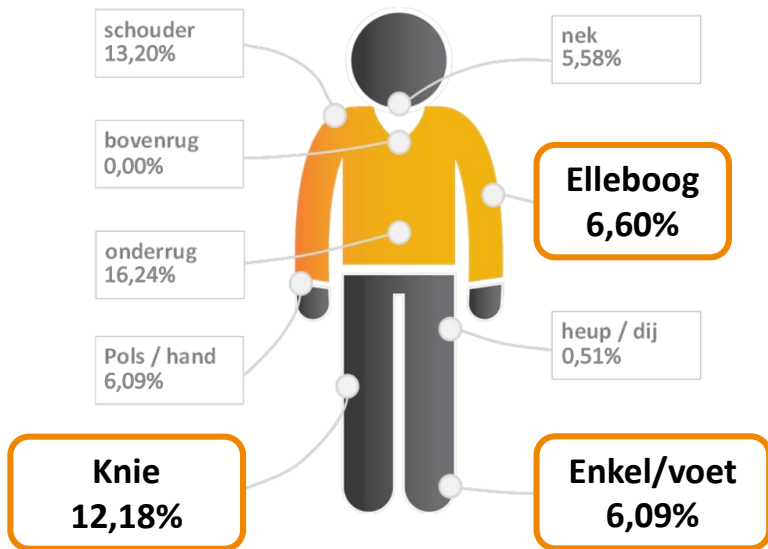 schouder
13,20%
nek
5,58%
bovenrug
0,00%
Elleboog
6,60%
onderrug
16,24%
Pols / hand
6,09%
heup / dij
0,51%
Knie
12,18%
Enkel/voet
6,09%